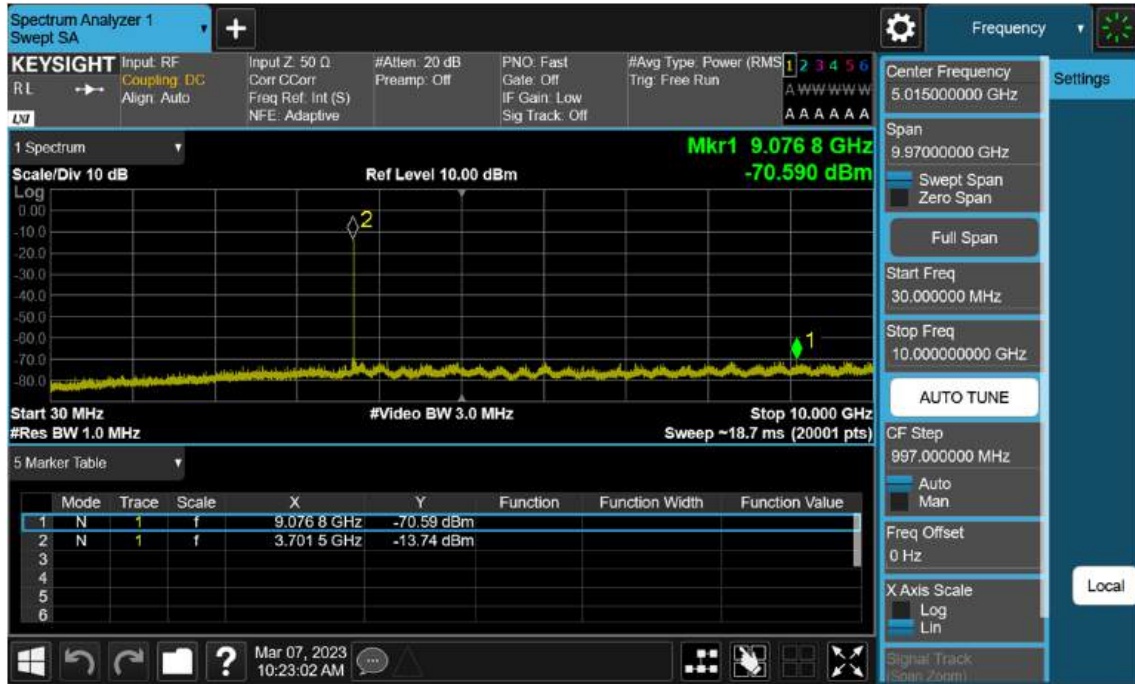 Spectrum Analyzer 1
Swept SA
+
Frequency
KEYSIGHT
R L
LXI
Input: RF
Coupling: DC
Align: Auto
Input Z: 50 Ω
Corr CCorr
Freq Ref: Int (S)
NFE: Adaptive
#Atten: 20 dB
Preamp: Off
PNO: Fast
Gate: Off
IF Gain: Low
Sig Track: Off
#Avg Type: Power (RMS
Trig: Free Run
1 2 3 4 5 6
A W W W W W
A A A A A A
1 Spectrum
Scale/Div 10 dB
Ref Level 10.00 dBm
Mkr1 9.076 8 GHz
-70.590 dBm
Log
0.00
-10.0
-20.0
-30.0
-40.0
-50.0
-60.0
-70.0
-80.0
2
1
Start 30 MHz
#Video BW 3.0 MHz
Stop 10.000 GHz
#Res BW 1.0 MHz
Sweep ~18.7 ms (20001 pts)
5 Marker Table
Mode Trace Scale X Y Function Function Width Function Value
1 N 1 f 9.076 8 GHz -70.59 dBm
2 N 1 f 3.701 5 GHz -13.74 dBm
3
4
5
6
Center Frequency
5.015000000 GHz
Span
9.97000000 GHz
Swept Span
Zero Span
Full Span
Start Freq
30.000000 MHz
Stop Freq
10.000000000 GHz
AUTO TUNE
CF Step
997.000000 MHz
Auto
Man
Freq Offset
0 Hz
X Axis Scale
Log
Lin
Signal Track
(Span Zoom)
Settings
Local
?
Mar 07, 2023
10:23:02 AM